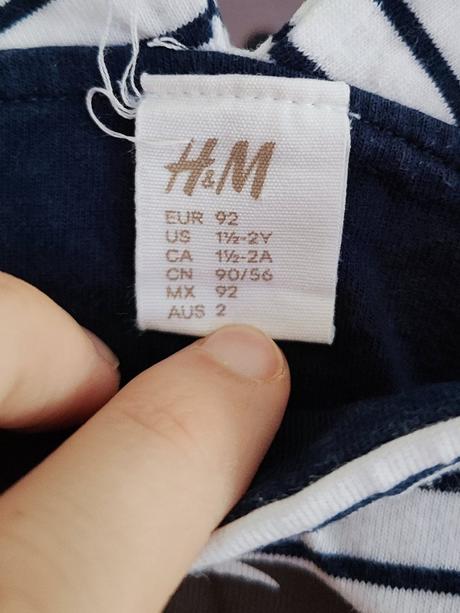 H&M
EUR 92
US 1½-2Y
CA 1½-2A
CN 90/56
MX 92
AUS 2